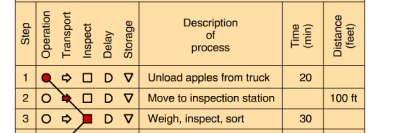 Step Operation Transport Inspect Delay Storage Description of process Time (min) Distance (feet)
1 D Unload apples from truck 20
2 D Move to inspection station 100 ft
3 D Weigh, inspect, sort 30